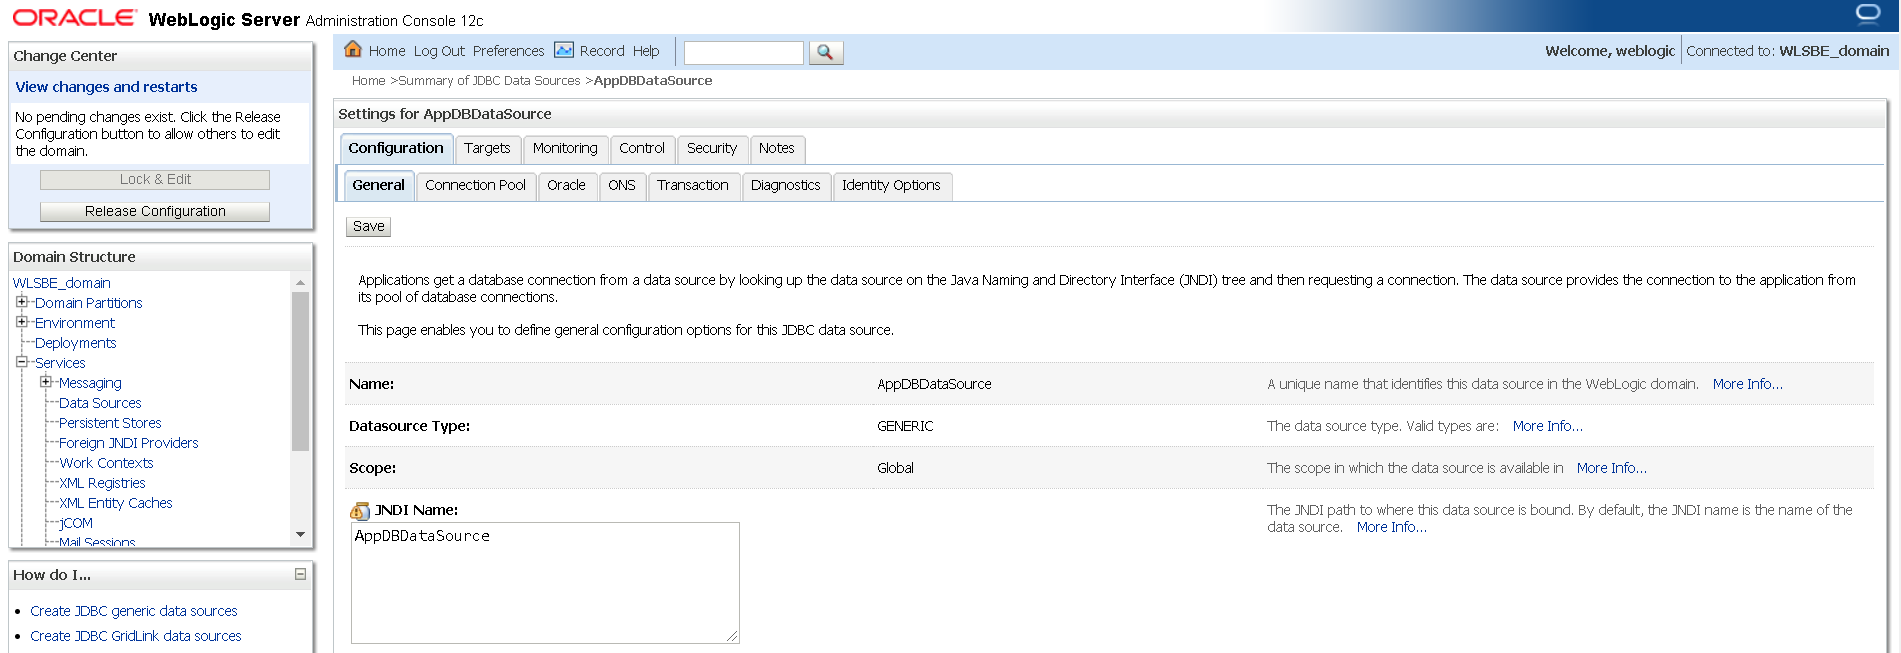 ORACLE WebLogic Server Administration Console 12c
Change Center
View changes and restarts
No pending changes exist. Click the Release
Configuration button to allow others to edit
the domain.
Lock & Edit
Release Configuration
Domain Structure
WLSBE_domain
Domain Partitions
Environment
Deployments
Services
Messaging
Data Sources
Persistent Stores
Foreign JNDI Providers
Work Contexts
XML Registries
XML Entity Caches
jCOM
Mail Sessions
How do I...
Create JDBC generic data sources
Create JDBC GridLink data sources
Home Log Out Preferences Record Help
Welcome, weblogic Connected to: WLSBE_domain
Home >Summary of JDBC Data Sources >AppDBDataSource
Settings for AppDBDataSource
Configuration Targets Monitoring Control Security Notes
General Connection Pool Oracle ONS Transaction Diagnostics Identity Options
Save
Applications get a database connection from a data source by looking up the data source on the Java Naming and Directory Interface (JNDI) tree and then requesting a connection. The data source provides the connection to the application from
its pool of database connections.
This page enables you to define general configuration options for this JDBC data source.
Name: AppDBDataSource A unique name that identifies this data source in the WebLogic domain. More Info...
Datasource Type: GENERIC The data source type. Valid types are: More Info...
Scope: Global The scope in which the data source is available in More Info...
JNDI Name:
AppDBDataSource
The JNDI path to where this data source is bound. By default, the JNDI name is the name of the
data source. More Info...